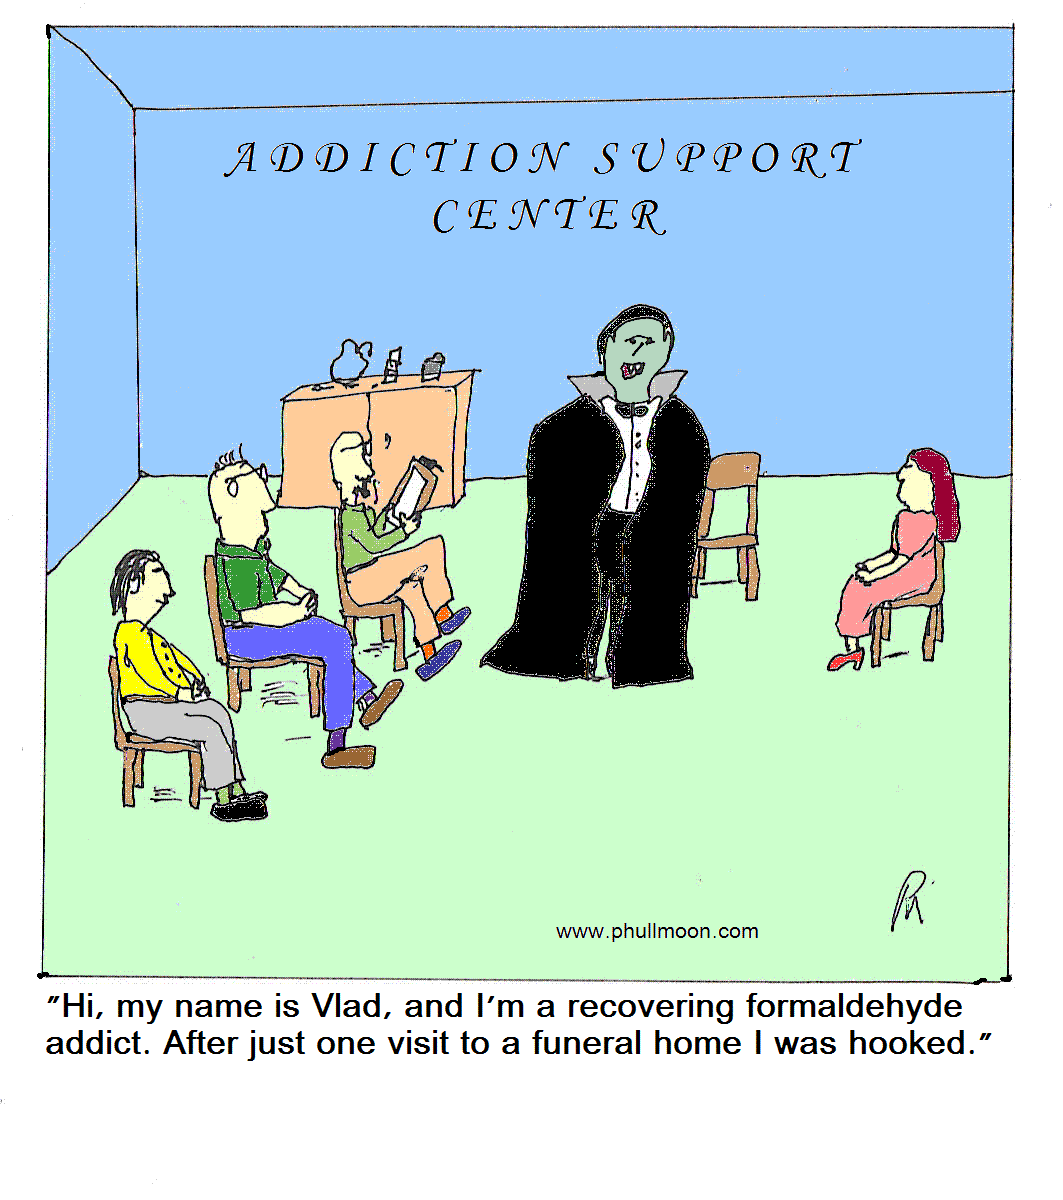 ADDICTION SUPPORT
CENTER
www.phullmoon.com
"Hi, my name is Vlad, and I'm a recovering formaldehyde
addict. After just one visit to a funeral home I was hooked."